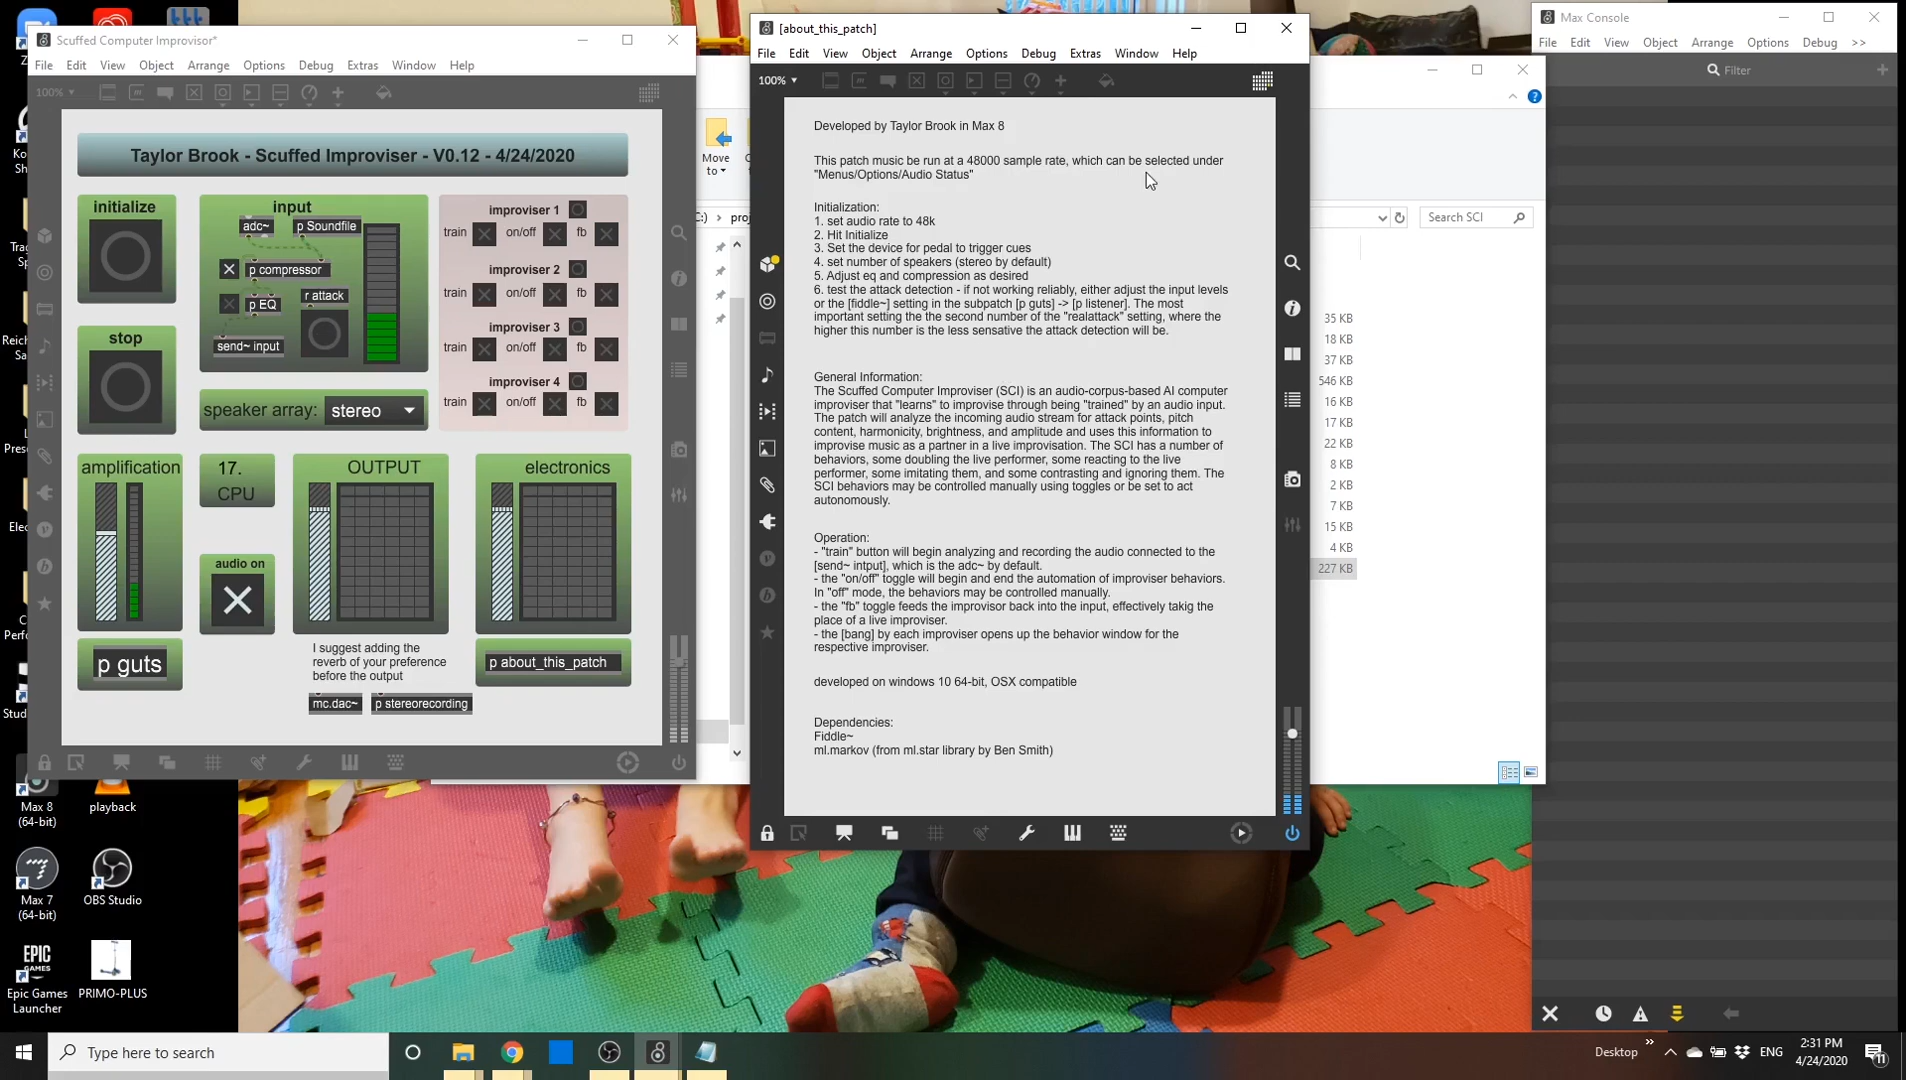 Scuffed Computer Improvisor*
File Edit View Object Arrange Options Debug Extras Window Help
100%
Taylor Brook - Scuffed Improviser - V0.12 - 4/24/2020
initialize
stop
input
adc~ p Soundfile
p compressor
p EQ r attack
send~ input
speaker array: stereo
improviser 1
train on/off fb
improviser 2
train on/off fb
improviser 3
train on/off fb
improviser 4
train on/off fb
amplification
17.
CPU
audio on
OUTPUT
electronics
p guts
I suggest adding the
reverb of your preference
before the output
mc.dac~ p stereorecording
p about_this_patch
[about_this_patch]
File Edit View Object Arrange Options Debug Extras Window Help
100%
Developed by Taylor Brook in Max 8
This patch music be run at a 48000 sample rate, which can be selected under
"Menus/Options/Audio Status"
Initialization:
1. set audio rate to 48k
2. Hit Initialize
3. Set the device for pedal to trigger cues
4. set number of speakers (stereo by default)
5. Adjust eq and compression as desired
6. test the attack detection - if not working reliably, either adjust the input levels
or the [fiddle~] setting in the subpatch [p guts] -> [p listener]. The most
important setting the the second number of the "realattack" setting, where the
higher this number is the less sensative the attack detection will be.
General Information:
The Scuffed Computer Improviser (SCI) is an audio-corpus-based AI computer
improviser that "learns" to improvise through being "trained" by an audio input.
The patch will analyze the incoming audio stream for attack points, pitch
content, harmonicity, brightness, and amplitude and uses this information to
improvise music as a partner in a live improvisation. The SCI has a number of
behaviors, some doubling the live performer, some reacting to the live
performer, some imitating them, and some contrasting and ignoring them. The
SCI behaviors may be controlled manually using toggles or be set to act
autonomously.
Operation:
- "train" button will begin analyzing and recording the audio connected to the
[send~ intput], which is the adc~ by default.
- the "on/off" toggle will begin and end the automation of improviser behaviors.
In "off" mode, the behaviors may be controlled manually.
- the "fb" toggle feeds the improvisor back into the input, effectively takig the
place of a live improviser.
- the [bang] by each improviser opens up the behavior window for the
respective improviser.
developed on windows 10 64-bit, OSX compatible
Dependencies:
Fiddle~
ml.markov (from ml.star library by Ben Smith)
Move
to
Search SCI
35 KB
18 KB
37 KB
546 KB
16 KB
17 KB
22 KB
8 KB
2 KB
7 KB
15 KB
4 KB
227 KB
Max Console
File Edit View Object Arrange Options Debug >>
Filter
Max 8
(64-bit)
playback
Max 7
(64-bit)
OBS Studio
EPIC
GAMES
Epic Games
Launcher
PRIMO-PLUS
Type here to search
Desktop
ENG
2:31 PM
4/24/2020
11